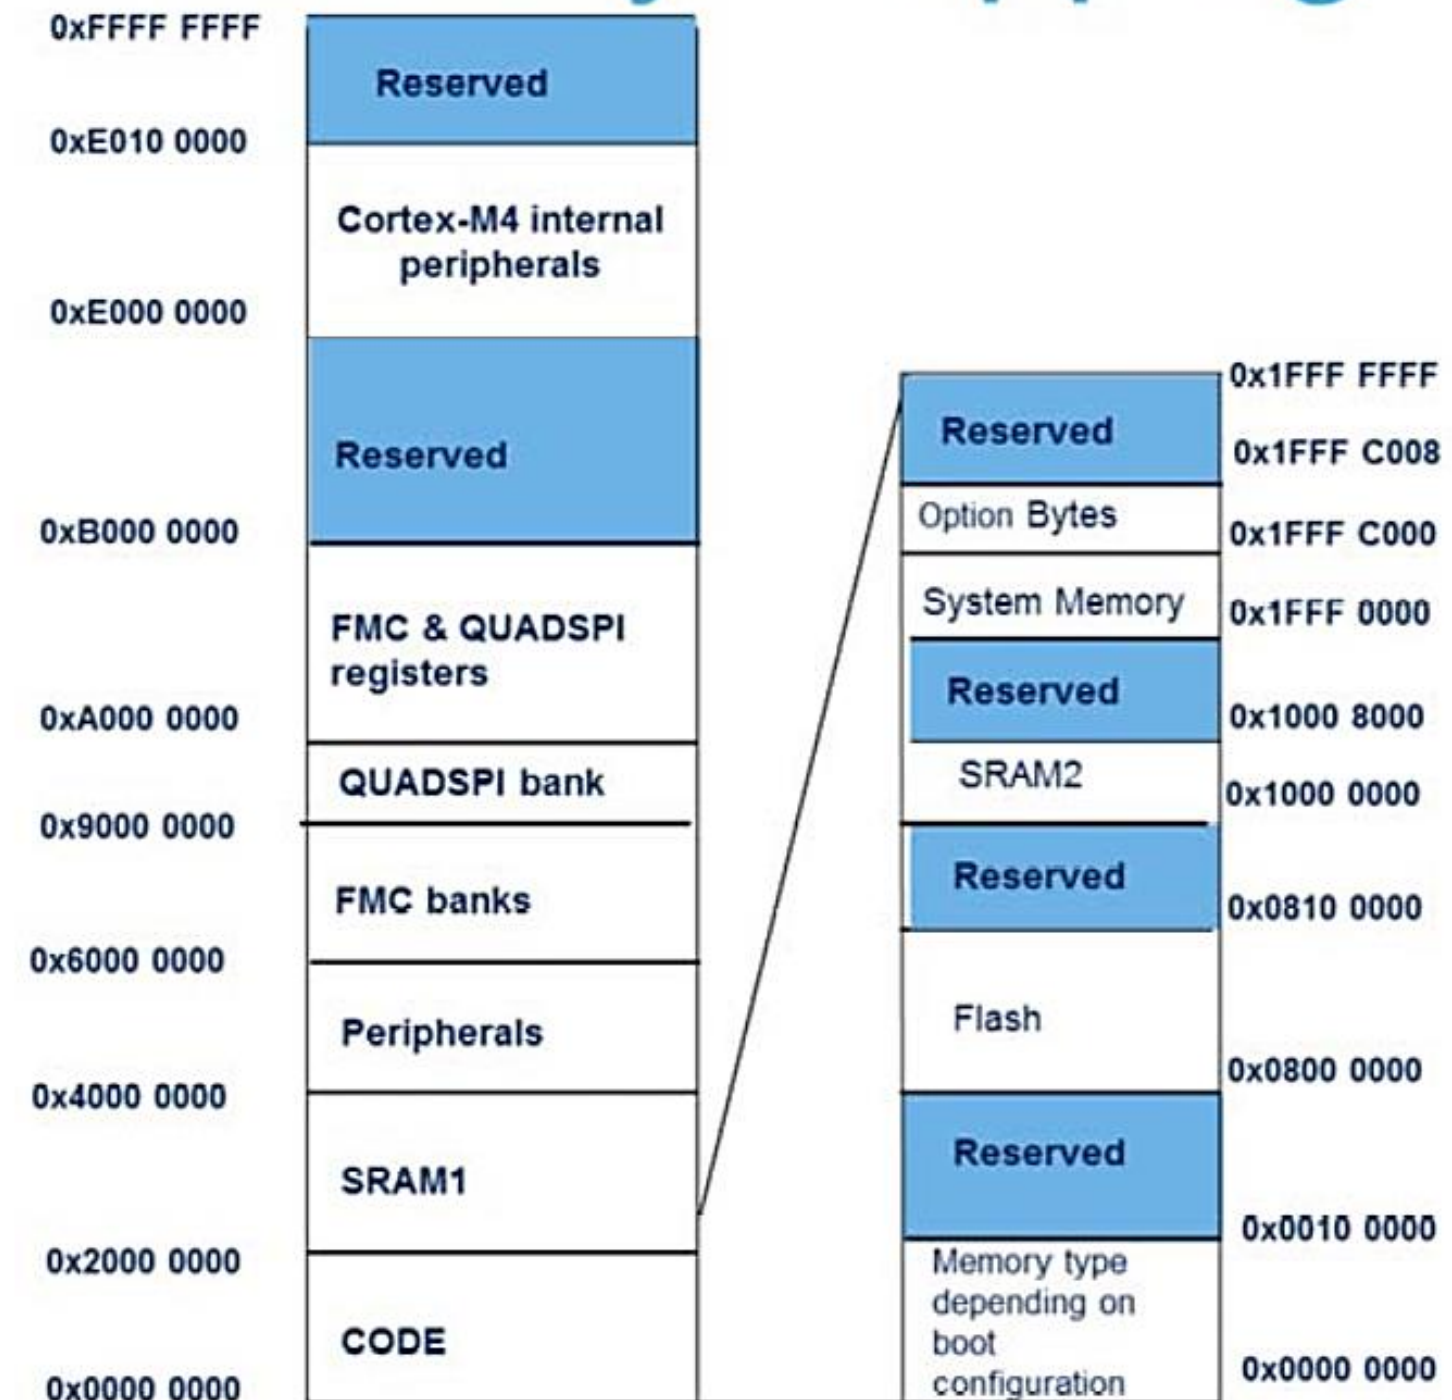 0xFFFF FFFF
Reserved
0xE010 0000
Cortex-M4 internal
peripherals
0xE000 0000
Reserved
0xB000 0000
FMC & QUADSPI
registers
0xA000 0000
QUADSPI bank
0x9000 0000
FMC banks
0x6000 0000
Peripherals
0x4000 0000
SRAM1
0x2000 0000
CODE
0x0000 0000
0x1FFF FFFF
Reserved
0x1FFF C008
Option Bytes
0x1FFF C000
System Memory
0x1FFF 0000
Reserved
0x1000 8000
SRAM2
0x1000 0000
Reserved
0x0810 0000
Flash
0x0800 0000
Reserved
0x0010 0000
Memory type
depending on
boot
configuration
0x0000 0000